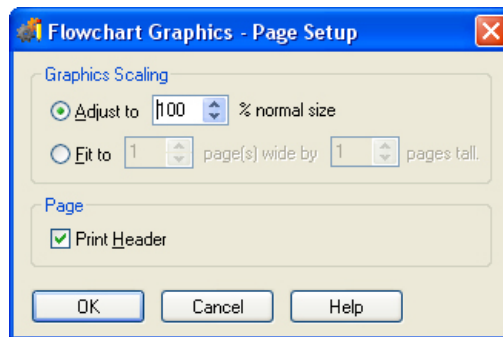 Flowchart Graphics - Page Setup
Graphics Scaling
Adjust to 100 % normal size
Fit to 1 page(s) wide by 1 pages tall.
Page
Print Header
OK Cancel Help